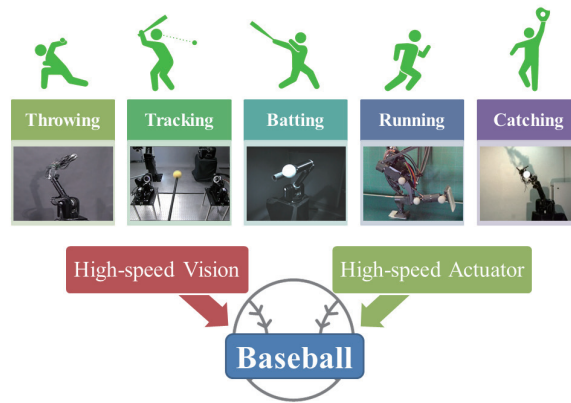 Throwing
Tracking
Batting
Running
Catching
High-speed Vision
High-speed Actuator
Baseball